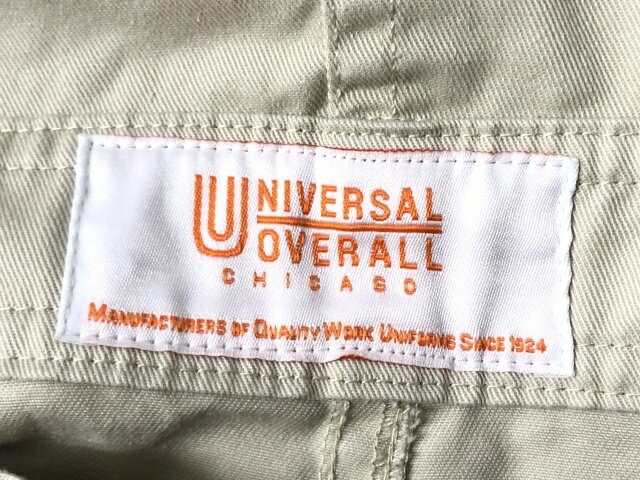 UNIVERSAL
OVERALL
CHICAGO
MANUFACTURERS OF QUALITY WORK UNIFORMS SINCE 1924